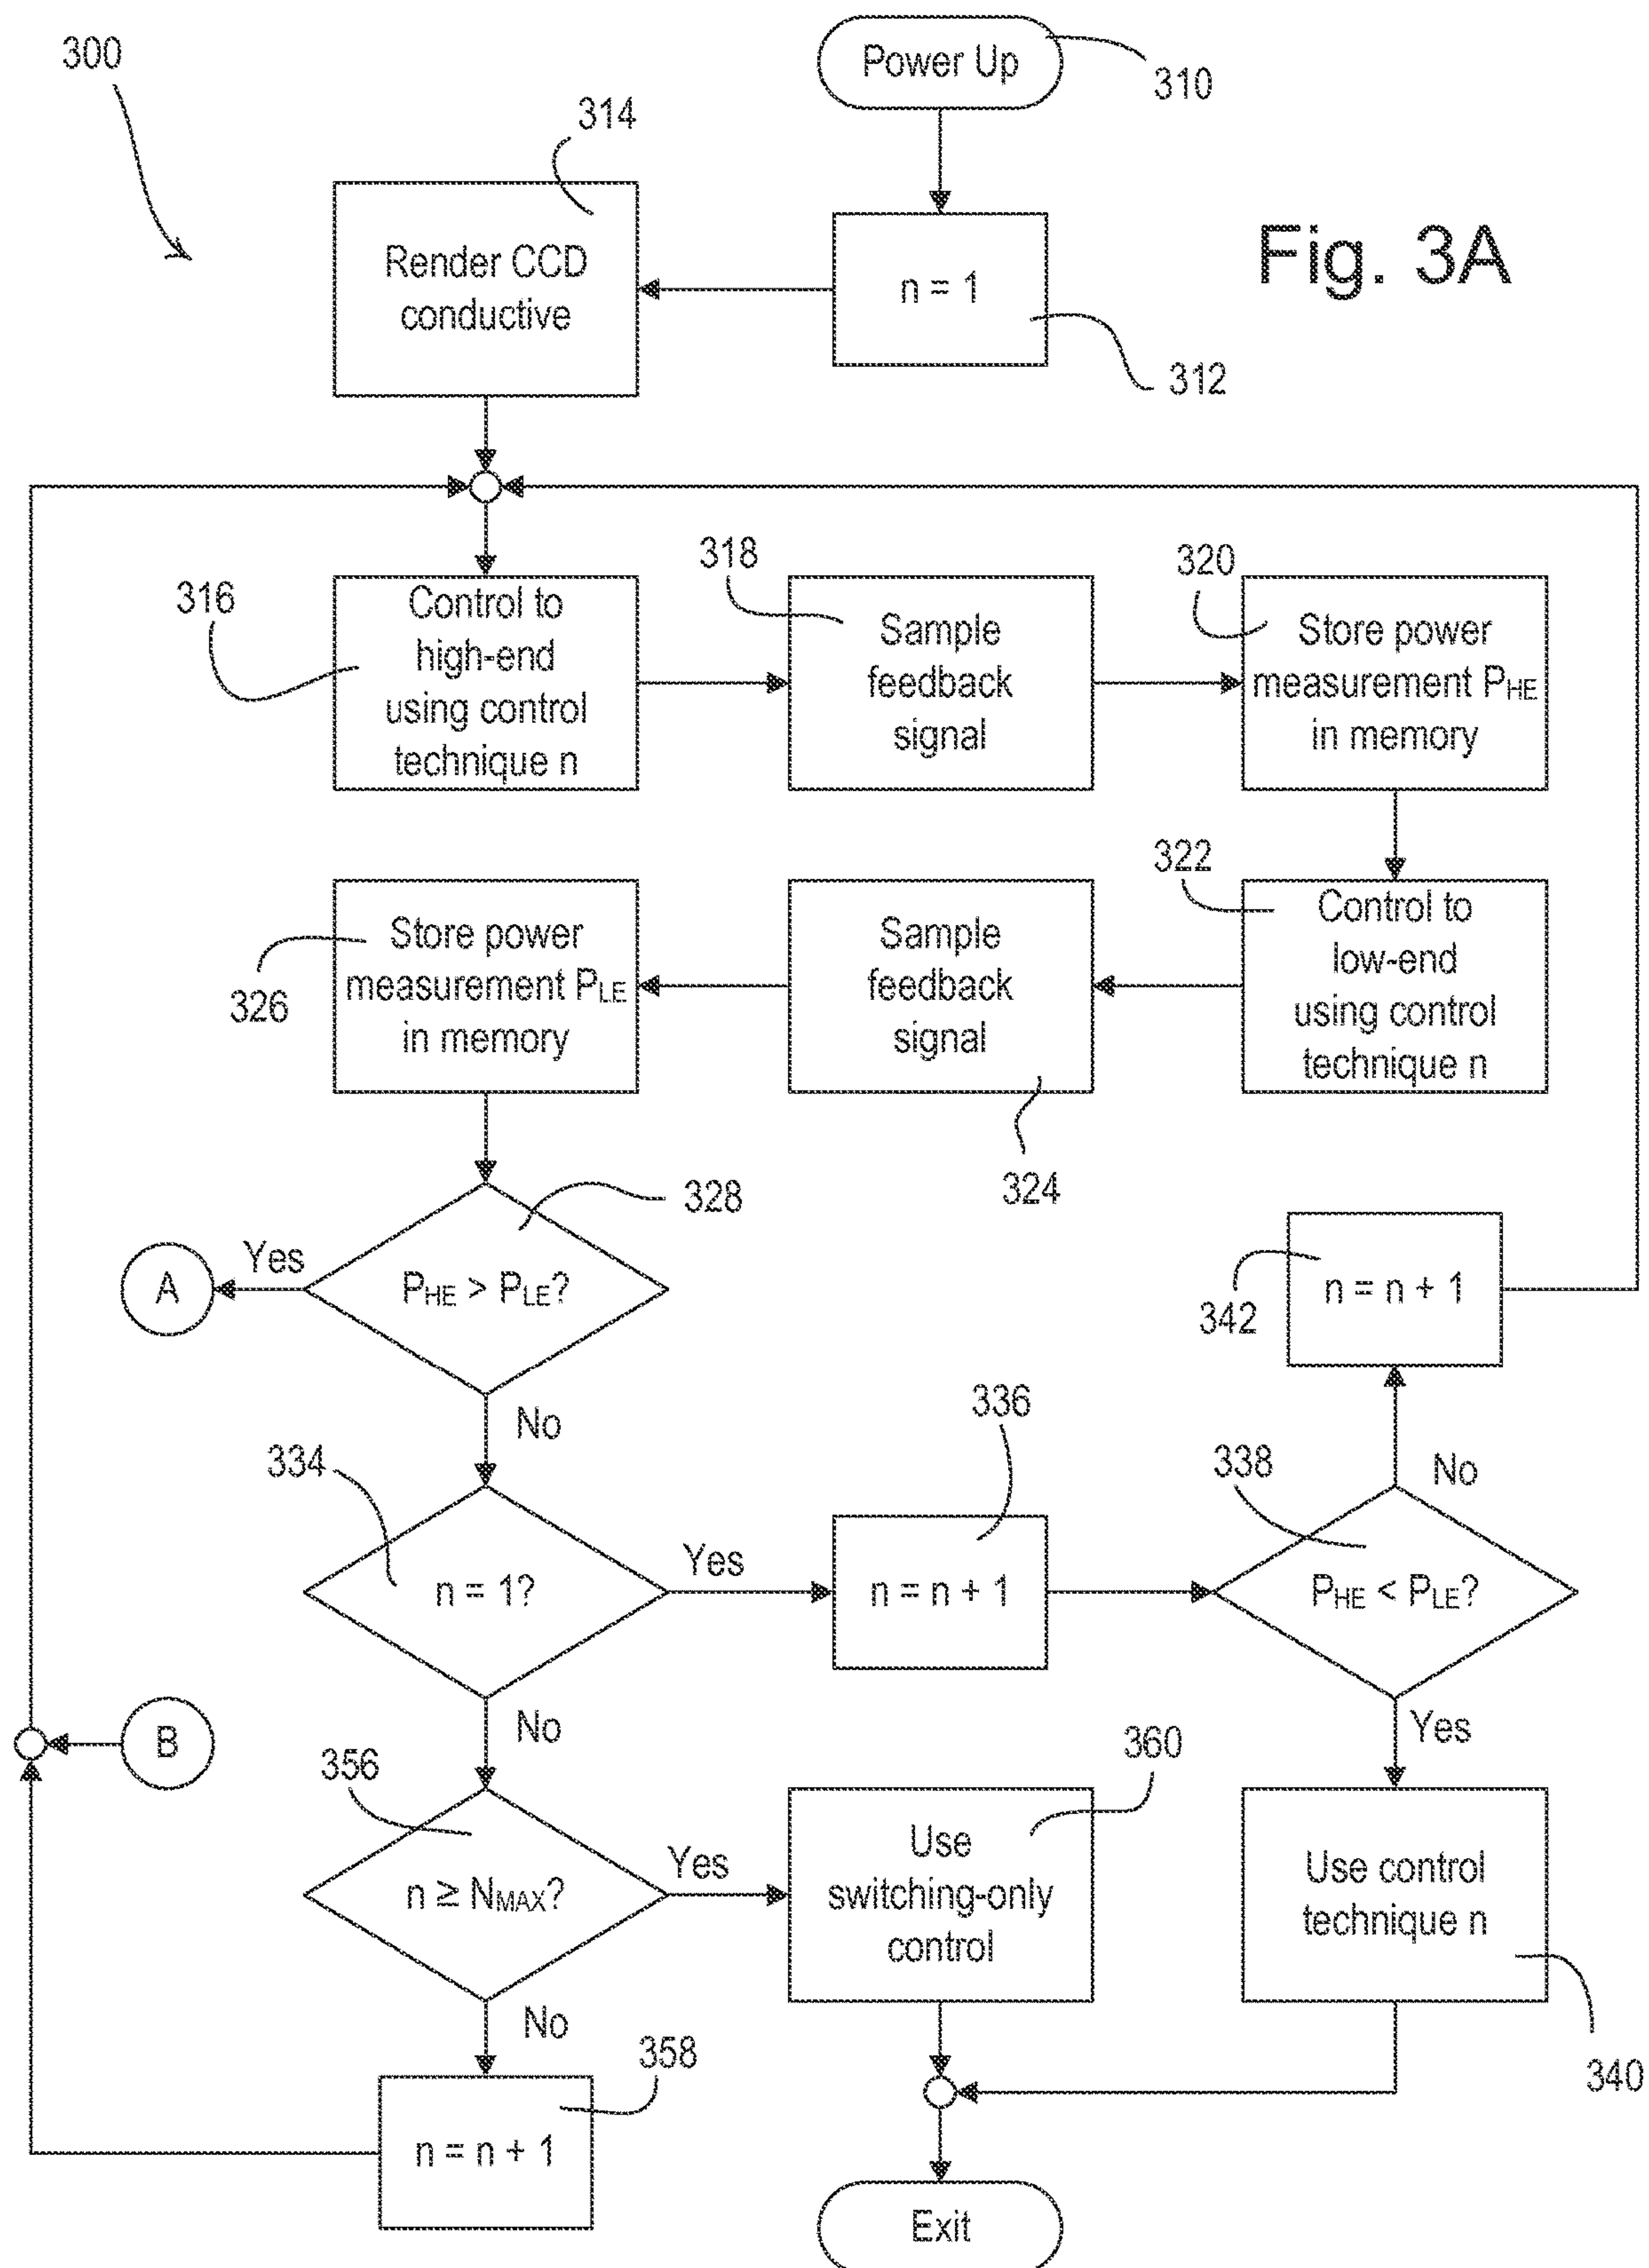 300
Power Up
310
314
Render CCD
conductive
n = 1
312
Fig. 3A
316
Control to
high-end
using control
technique n
318
Sample
feedback
signal
320
Store power
measurement PHE
in memory
322
Control to
low-end
using control
technique n
Sample
feedback
signal
324
326
Store power
measurement PLE
in memory
328
PHE > PLE?
Yes
A
No
334
n = 1?
Yes
336
n = n + 1
338
PHE < PLE?
No
342
n = n + 1
Yes
Use control
technique n
340
No
B
356
n ≥ NMAX?
Yes
360
Use
switching-only
control
No
358
n = n + 1
Exit